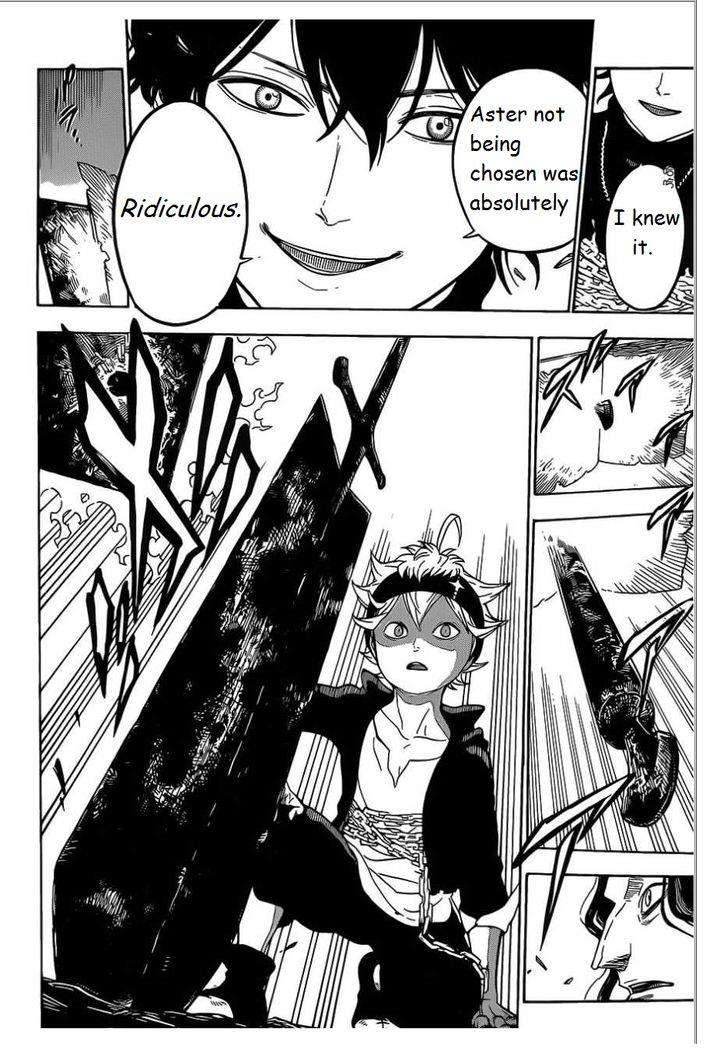 I knew
it.
Aster not
being
chosen was
absolutely
Ridiculous.